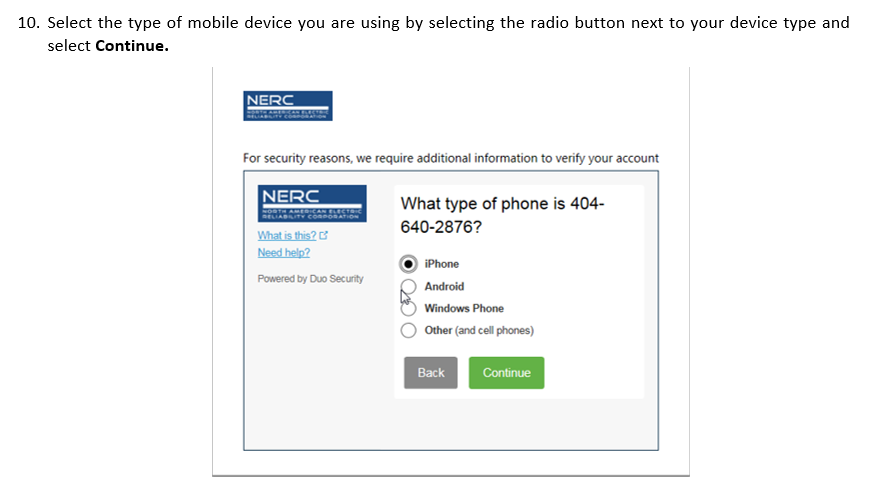 10. Select the type of mobile device you are using by selecting the radio button next to your device type and
select Continue.
NERC
NORTH AMERICAN ELECTRIC
RELIABILITY CORPORATION
For security reasons, we require additional information to verify your account
NERC
NORTH AMERICAN ELECTRIC
RELIABILITY CORPORATION
What is this?
Need help?
Powered by Duo Security
What type of phone is 404-
640-2876?
iPhone
Android
Windows Phone
Other (and cell phones)
Back
Continue